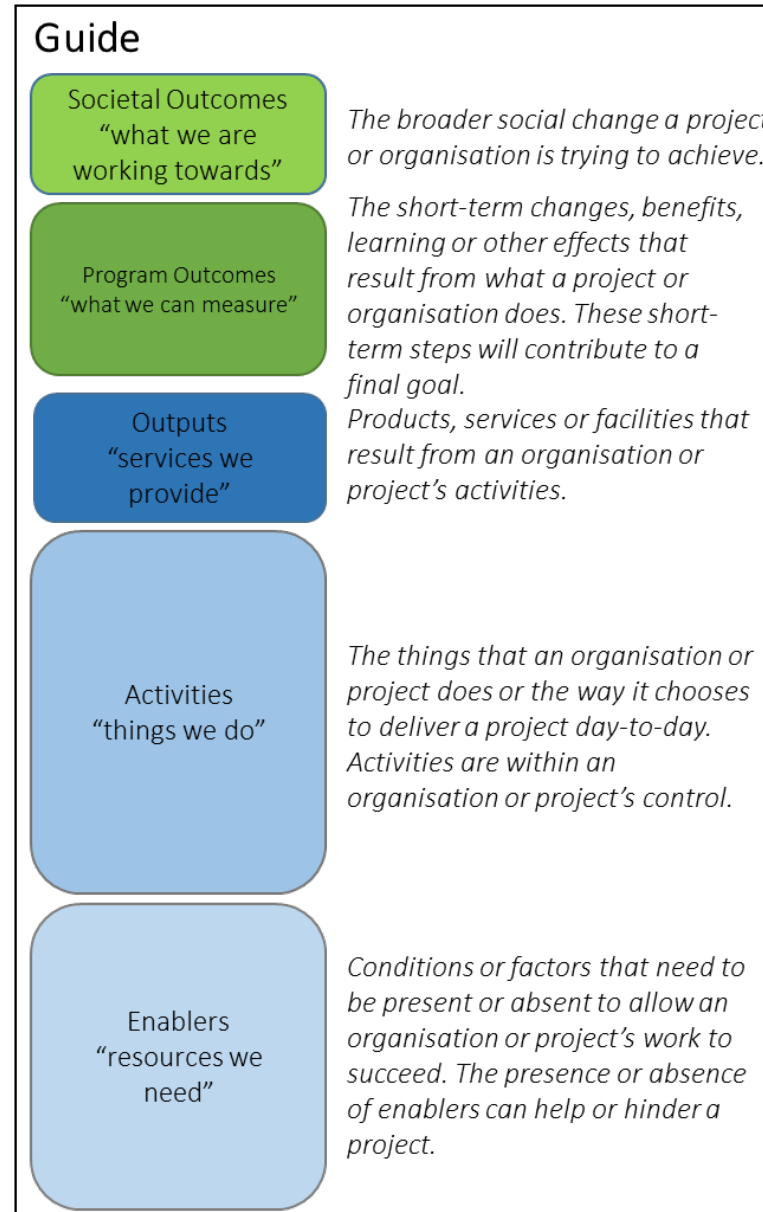 Guide
Societal Outcomes
“what we are
working towards”
The broader social change a project
or organisation is trying to achieve.
Program Outcomes
“what we can measure”
The short-term changes, benefits,
learning or other effects that
result from what a project or
organisation does. These short-
term steps will contribute to a
final goal.
Outputs
“services we
provide”
Products, services or facilities that
result from an organisation or
project’s activities.
Activities
“things we do”
The things that an organisation or
project does or the way it chooses
to deliver a project day-to-day.
Activities are within an
organisation or project’s control.
Enablers
“resources we
need”
Conditions or factors that need to
be present or absent to allow an
organisation or project’s work to
succeed. The presence or absence
of enablers can help or hinder a
project.